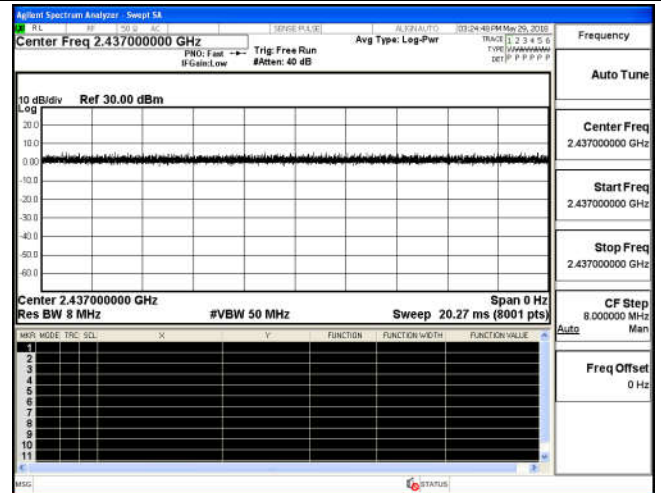 Agilent Spectrum Analyzer - Swept SA
RL RF 50 Ω AC SENSE:PULSE ALIGNAUTO 03:24:48 PM May 29, 2018
Center Freq 2.437000000 GHz
PNO: Fast
IFGain:Low
Trig: Free Run
#Atten: 40 dB
Avg Type: Log-Pwr
TRACE 1 2 3 4 5 6
TYPE
DET P P P P P P
10 dB/div Ref 30.00 dBm
Log
20.0
10.0
0.00
-10.0
-20.0
-30.0
-40.0
-50.0
-60.0
Center 2.437000000 GHz Span 0 Hz
Res BW 8 MHz #VBW 50 MHz Sweep 20.27 ms (8001 pts)
MKR MODE TRC SCL X Y FUNCTION FUNCTION WIDTH FUNCTION VALUE
1
2
3
4
5
6
7
8
9
10
11
MSG STATUS
Frequency
Auto Tune
Center Freq
2.437000000 GHz
Start Freq
2.437000000 GHz
Stop Freq
2.437000000 GHz
CF Step
8.000000 MHz
Auto Man
Freq Offset
0 Hz